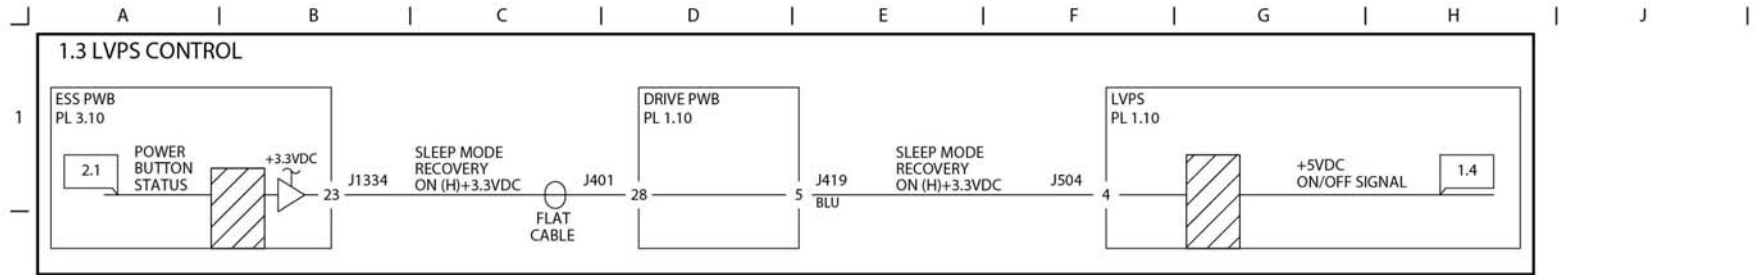 A B C D E F G H J
1.3 LVPS CONTROL
1
ESS PWB
PL 3.10
2.1
POWER
BUTTON
STATUS
+3.3VDC
23
J1334
SLEEP MODE
RECOVERY
ON (H)+3.3VDC
FLAT
CABLE
J401
DRIVE PWB
PL 1.10
28
5
J419
BLU
SLEEP MODE
RECOVERY
ON (H)+3.3VDC
J504
LVPS
PL 1.10
4
+5VDC
ON/OFF SIGNAL
1.4